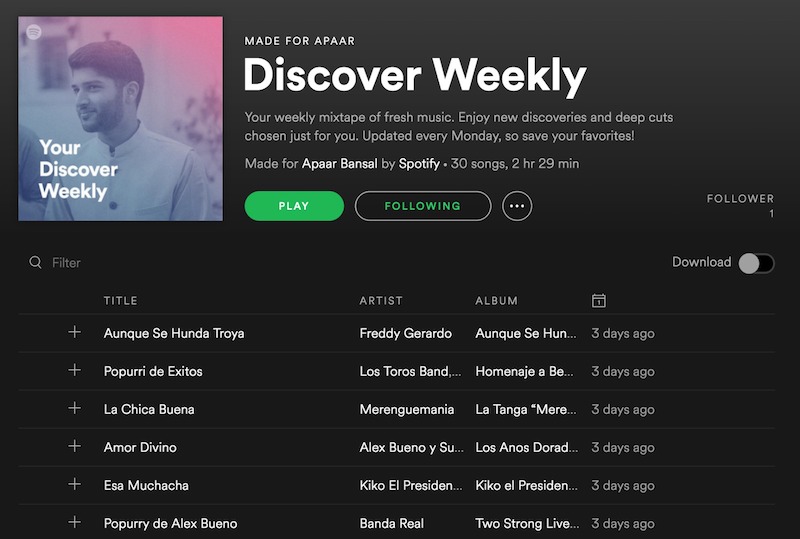 MADE FOR APAAR
Discover Weekly
Your weekly mixtape of fresh music. Enjoy new discoveries and deep cuts
chosen just for you. Updated every Monday, so save your favorites!
Made for Apaar Bansal by Spotify • 30 songs, 2 hr 29 min
Your
Discover
Weekly
PLAY FOLLOWING
FOLLOWER
1
Filter Download
TITLE ARTIST ALBUM 1
Aunque Se Hunda Troya Freddy Gerardo Aunque Se Hun... 3 days ago
Popurri de Exitos Los Toros Band,... Homenaje a Be... 3 days ago
La Chica Buena Merenguemania La Tanga “Mere... 3 days ago
Amor Divino Alex Bueno y Su... Los Anos Dorad... 3 days ago
Esa Muchacha Kiko El Presiden... Kiko el Presiden... 3 days ago
Popurry de Alex Bueno Banda Real Two Strong Live... 3 days ago